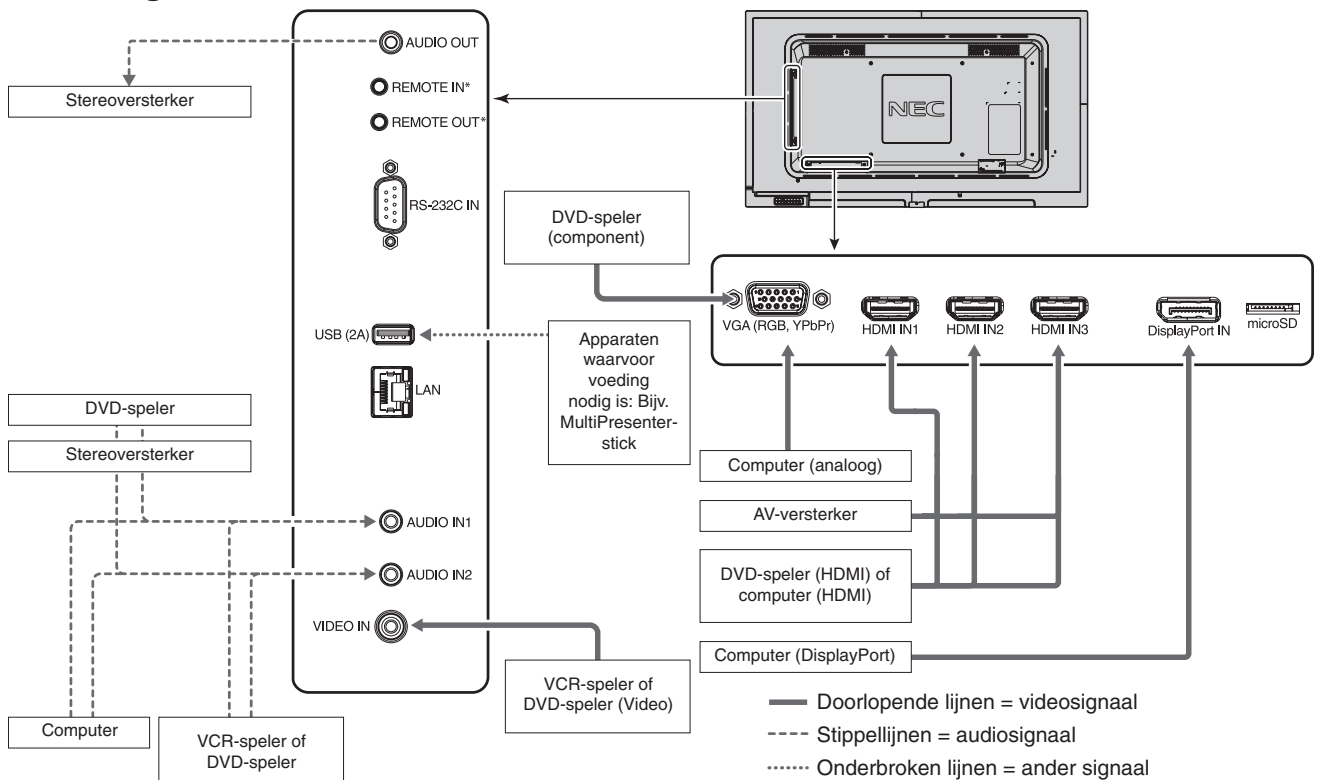 AUDIO OUT
Stereoversterker
REMOTE IN*
REMOTE OUT*
RS-232C IN
NEC
DVD-speler
(component)
VGA (RGB, YPbPr)
HDMI IN1
HDMI IN2
HDMI IN3
DisplayPort IN
microSD
USB (2A)
Apparaten
waarvoor
voeding
nodig is: Bijv.
MultiPresenter-
stick
LAN
DVD-speler
Stereoversterker
Computer (analoog)
AV-versterker
AUDIO IN1
DVD-speler (HDMI) of
computer (HDMI)
AUDIO IN2
VIDEO IN
Computer (DisplayPort)
VCR-speler of
DVD-speler (Video)
Computer
VCR-speler of
DVD-speler
Doorlopende lijnen = videosignaal
Stippellijnen = audiosignaal
Onderbroken lijnen = ander signaal